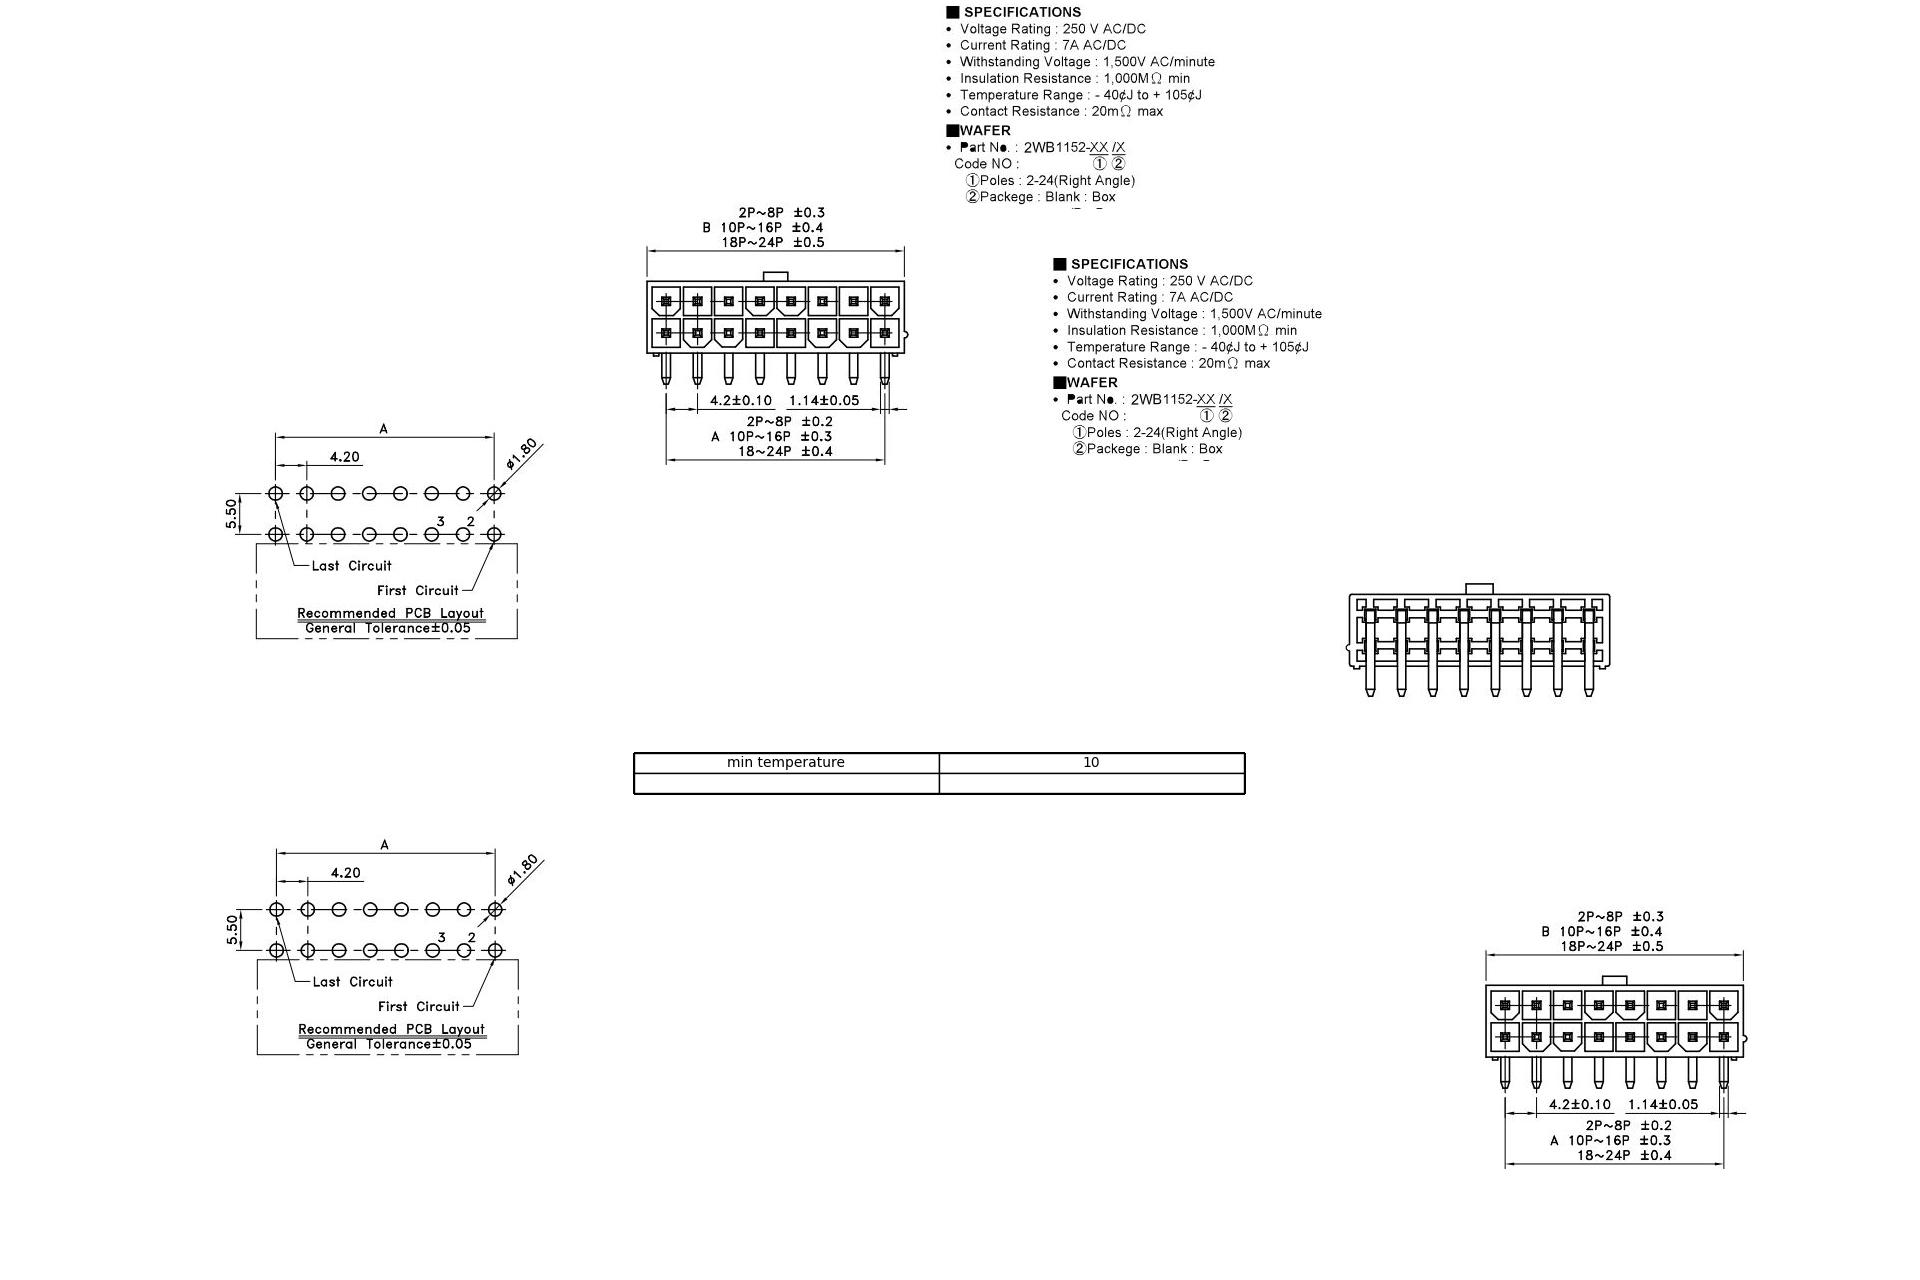 ■ SPECIFICATIONS
• Voltage Rating : 250 V AC/DC
• Current Rating : 7A AC/DC
• Withstanding Voltage : 1,500V AC/minute
• Insulation Resistance : 1,000MΩ min
• Temperature Range : - 40¢J to + 105¢J
• Contact Resistance : 20mΩ max
■WAFER
• Part No. : 2WB1152-XX /X
Code NO : ① ②
①Poles : 2-24(Right Angle)
②Packege : Blank : Box
2P~8P ±0.3
B 10P~16P ±0.4
18P~24P ±0.5
4.2±0.10 1.14±0.05
2P~8P ±0.2
A 10P~16P ±0.3
18~24P ±0.4
■ SPECIFICATIONS
• Voltage Rating : 250 V AC/DC
• Current Rating : 7A AC/DC
• Withstanding Voltage : 1,500V AC/minute
• Insulation Resistance : 1,000MΩ min
• Temperature Range : - 40¢J to + 105¢J
• Contact Resistance : 20mΩ max
■WAFER
• Part No. : 2WB1152-XX /X
Code NO : ① ②
①Poles : 2-24(Right Angle)
②Packege : Blank : Box
A
4.20
ø1.80
5.50
3 2
Last Circuit
First Circuit
Recommended PCB Layout
General Tolerance±0.05
min temperature 10
A
4.20
ø1.80
5.50
3 2
Last Circuit
First Circuit
Recommended PCB Layout
General Tolerance±0.05
2P~8P ±0.3
B 10P~16P ±0.4
18P~24P ±0.5
4.2±0.10 1.14±0.05
2P~8P ±0.2
A 10P~16P ±0.3
18~24P ±0.4